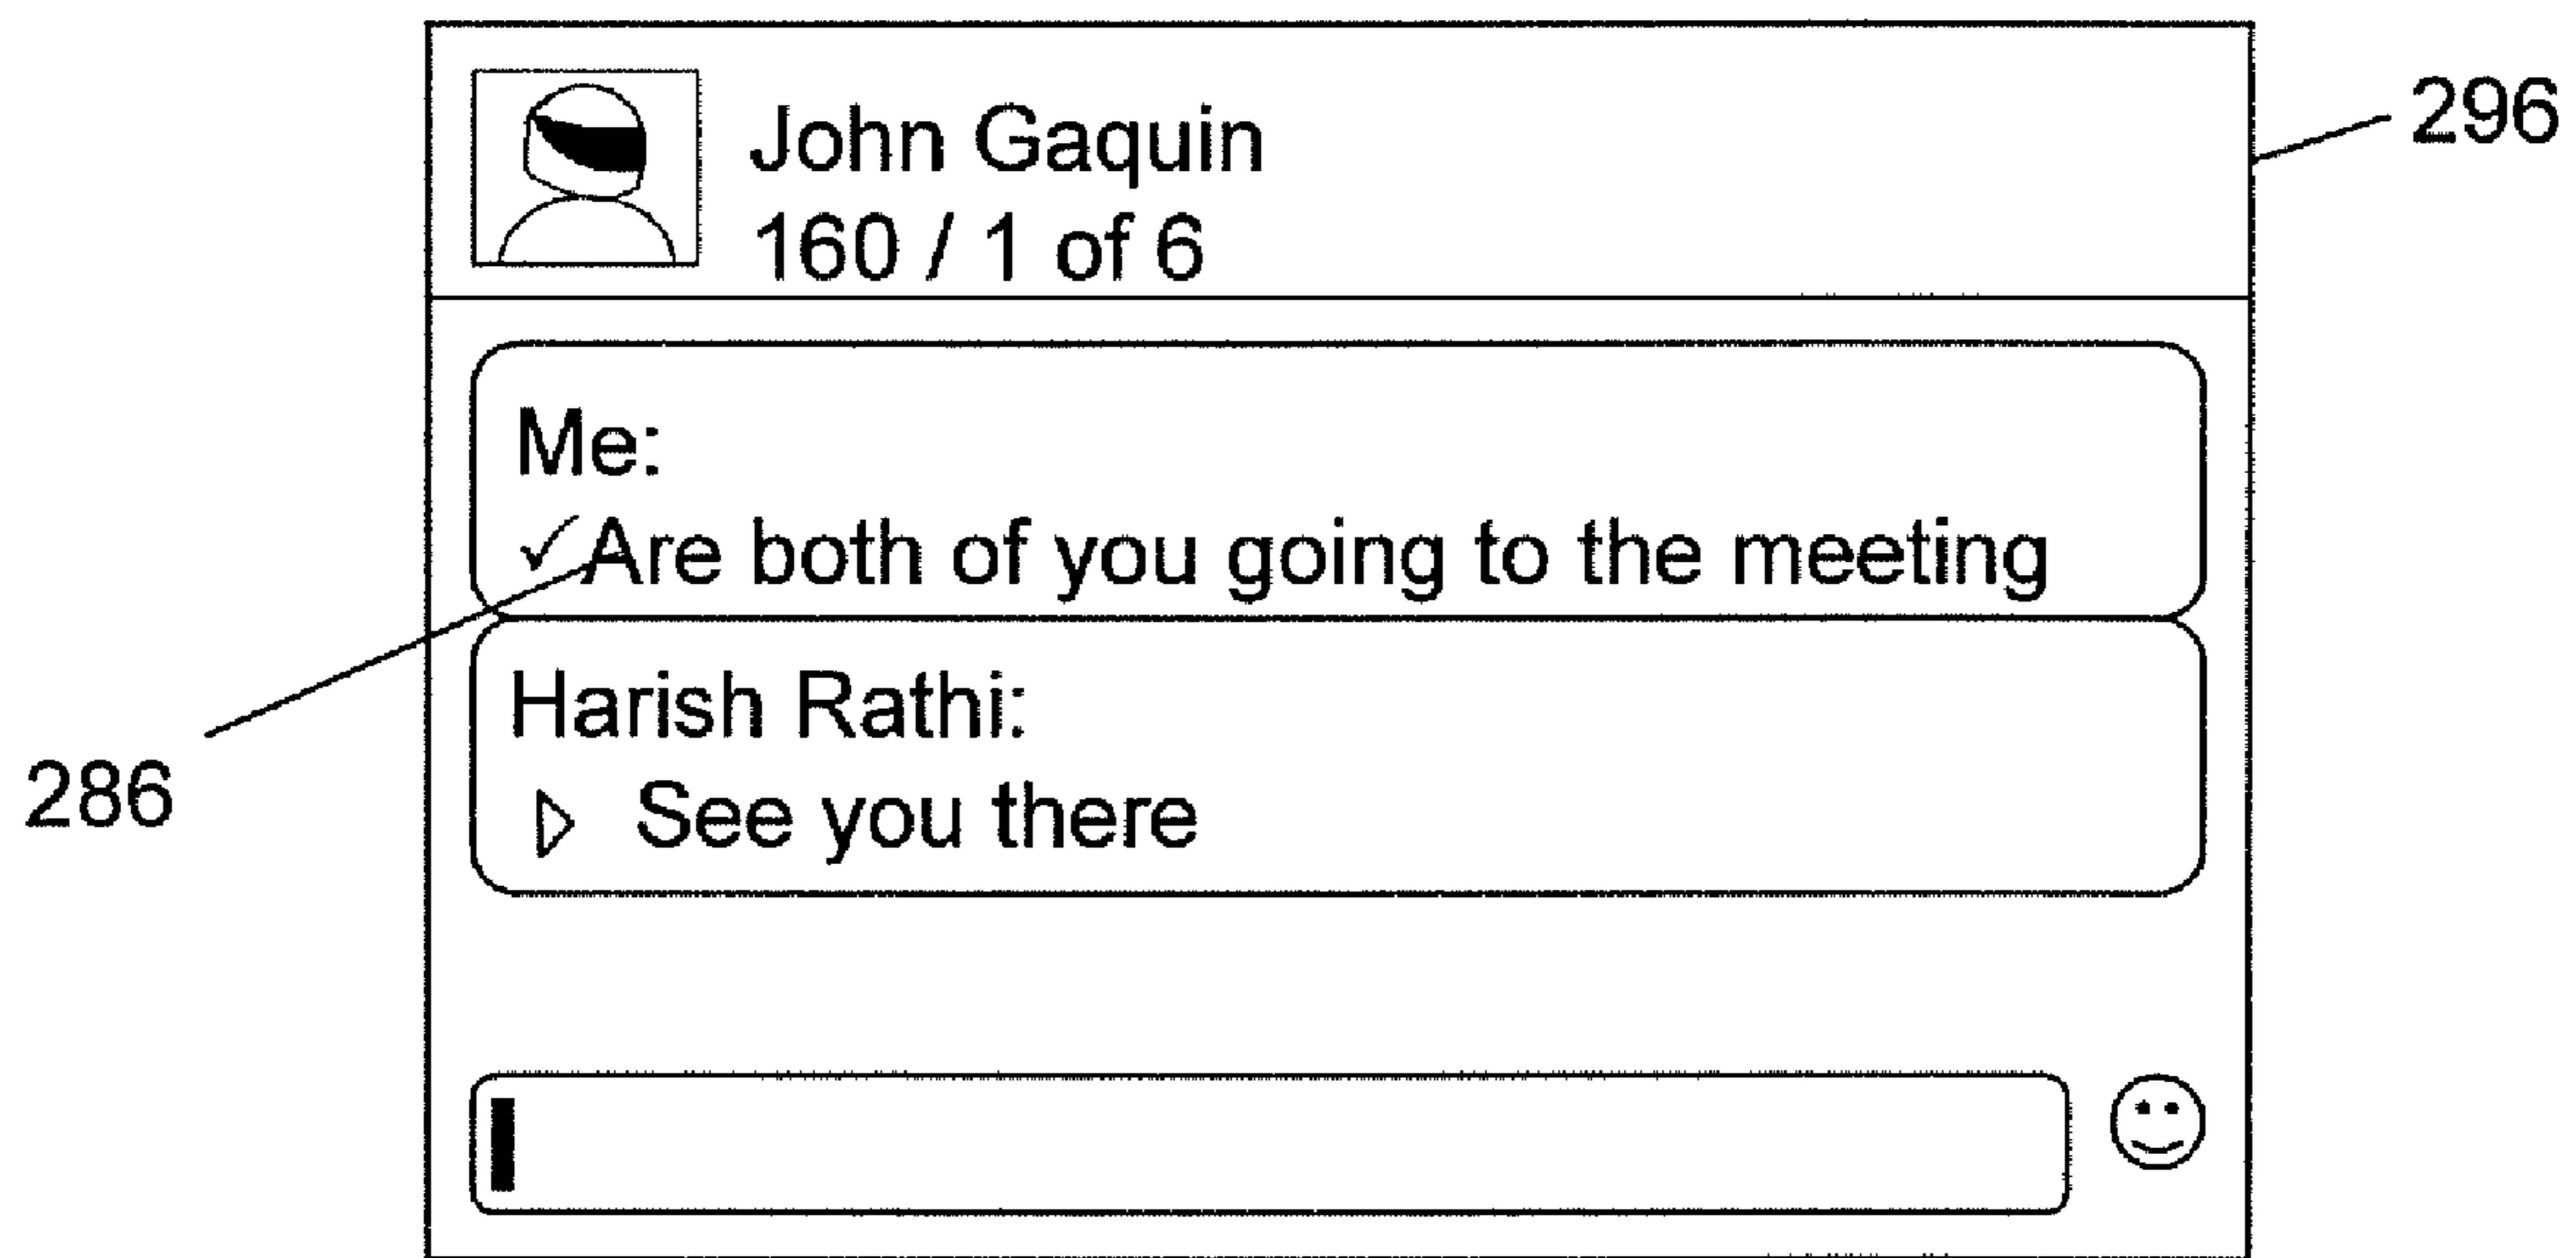 John Gaquin
160 / 1 of 6
296
Me:
✓Are both of you going to the meeting
Harish Rathi:
See you there
286